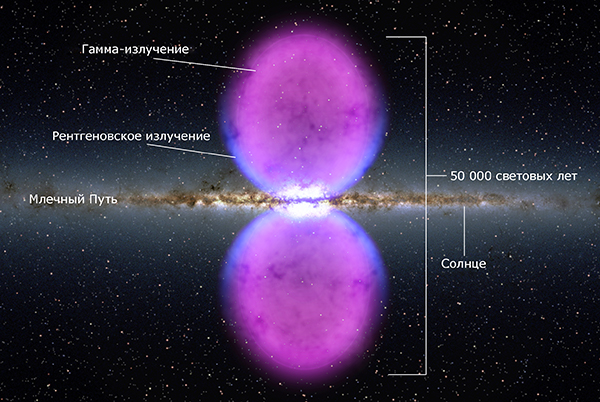 Гамма-излучение
Рентгеновское излучение
50 000 световых лет
Млечный Путь
Солнце